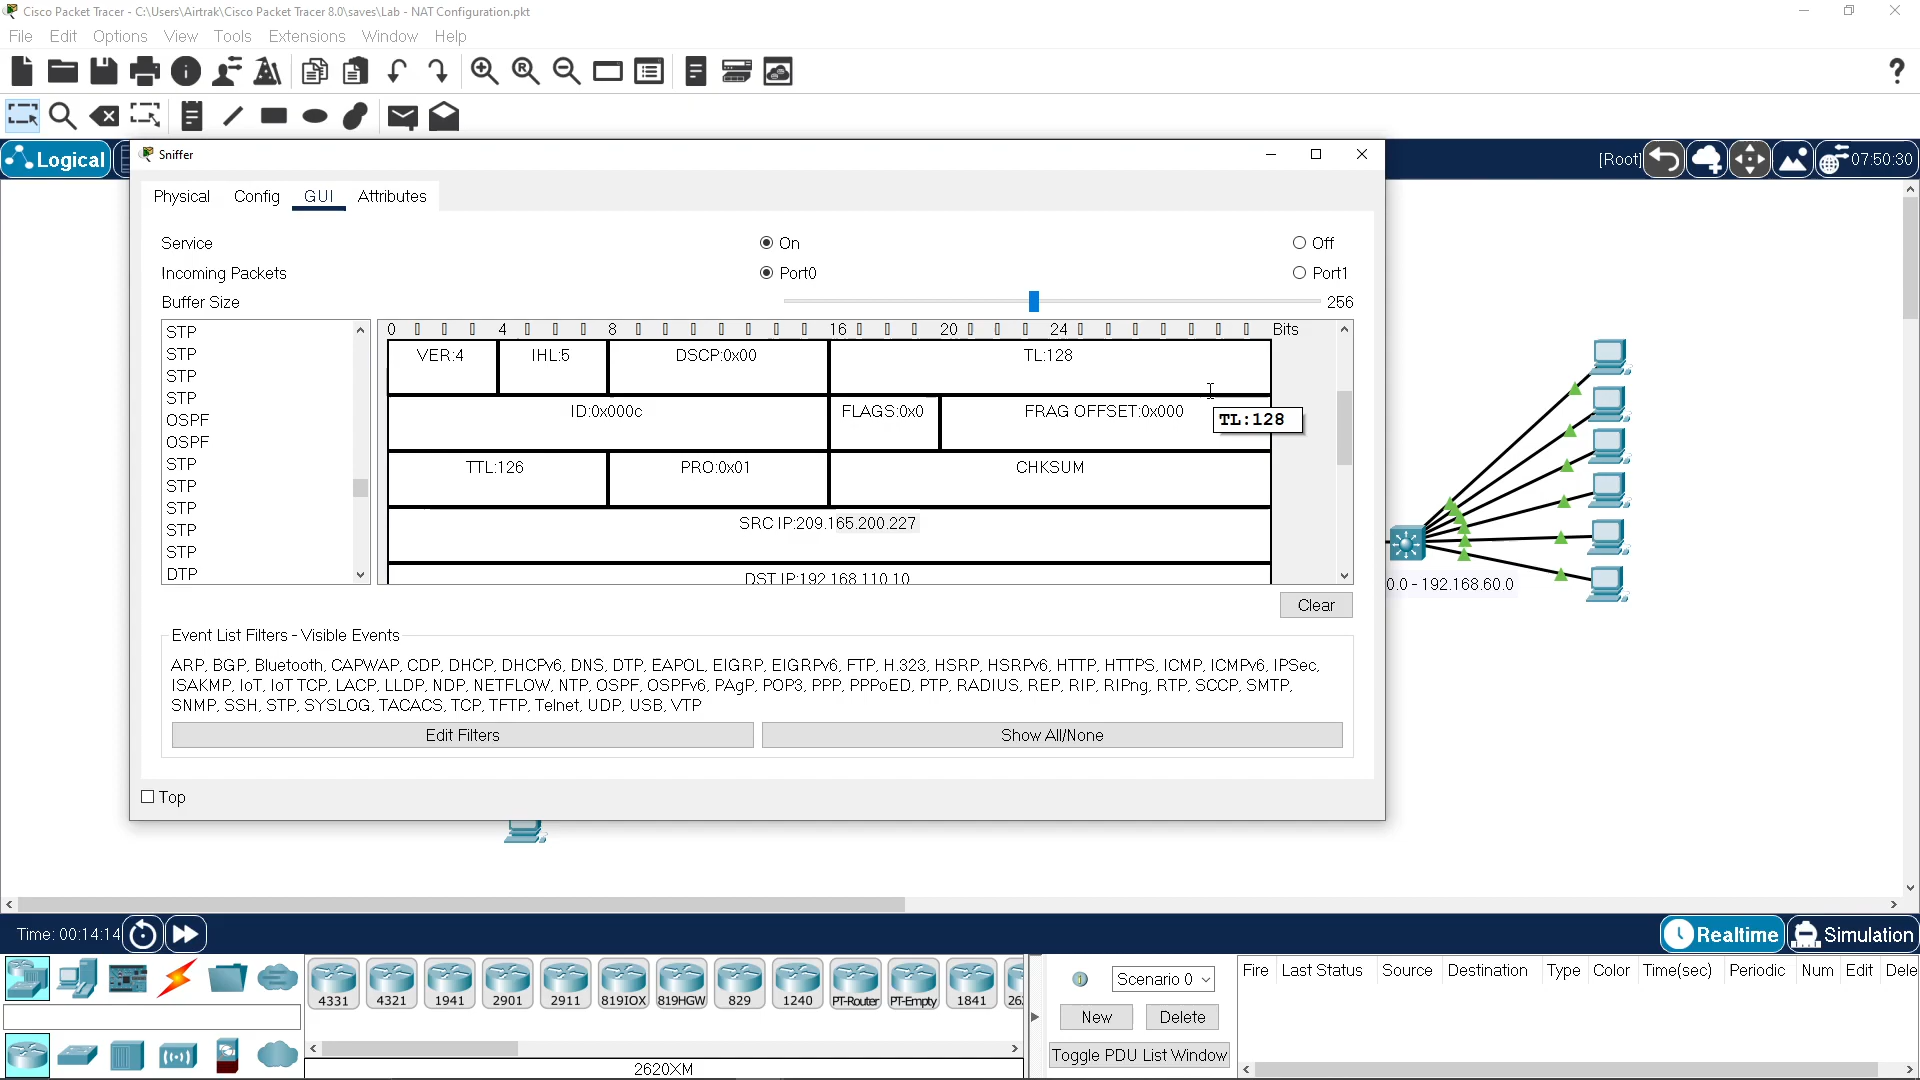 Cisco Packet Tracer - C:\Users\Airtrak\Cisco Packet Tracer 8.0\saves\Lab - NAT Configuration.pkt
File Edit Options View Tools Extensions Window Help
Logical
[Root]
07:50:30
Sniffer
Physical Config GUI Attributes
Service On Off
Incoming Packets Port0 Port1
Buffer Size 256
STP
STP
STP
STP
OSPF
OSPF
STP
STP
STP
STP
STP
DTP
0 4 8 16 20 24 Bits
VER:4 IHL:5 DSCP:0x00 TL:128
ID:0x000c FLAGS:0x0 FRAG OFFSET:0x000
TL:128
TTL:126 PRO:0x01 CHKSUM
SRC IP:209.165.200.227
DST IP:192.168.110.10
Clear
Event List Filters - Visible Events
ARP, BGP, Bluetooth, CAPWAP, CDP, DHCP, DHCPv6, DNS, DTP, EAPOL, EIGRP, EIGRPv6, FTP, H.323, HSRP, HSRPv6, HTTP, HTTPS, ICMP, ICMPv6, IPSec,
ISAKMP, IoT, IoT TCP, LACP, LLDP, NDP, NETFLOW, NTP, OSPF, OSPFv6, PAgP, POP3, PPP, PPPoED, PTP, RADIUS, REP, RIP, RIPng, RTP, SCCP, SMTP,
SNMP, SSH, STP, SYSLOG, TACACS, TCP, TFTP, Telnet, UDP, USB, VTP
Edit Filters Show All/None
Top
0.0 - 192.168.60.0
Time: 00:14:14
Realtime Simulation
4331 4321 1941 2901 2911 819IOX 819HGW 829 1240 PT-Router PT-Empty 1841 26
2620XM
Scenario 0
New Delete
Toggle PDU List Window
Fire Last Status Source Destination Type Color Time(sec) Periodic Num Edit Dele